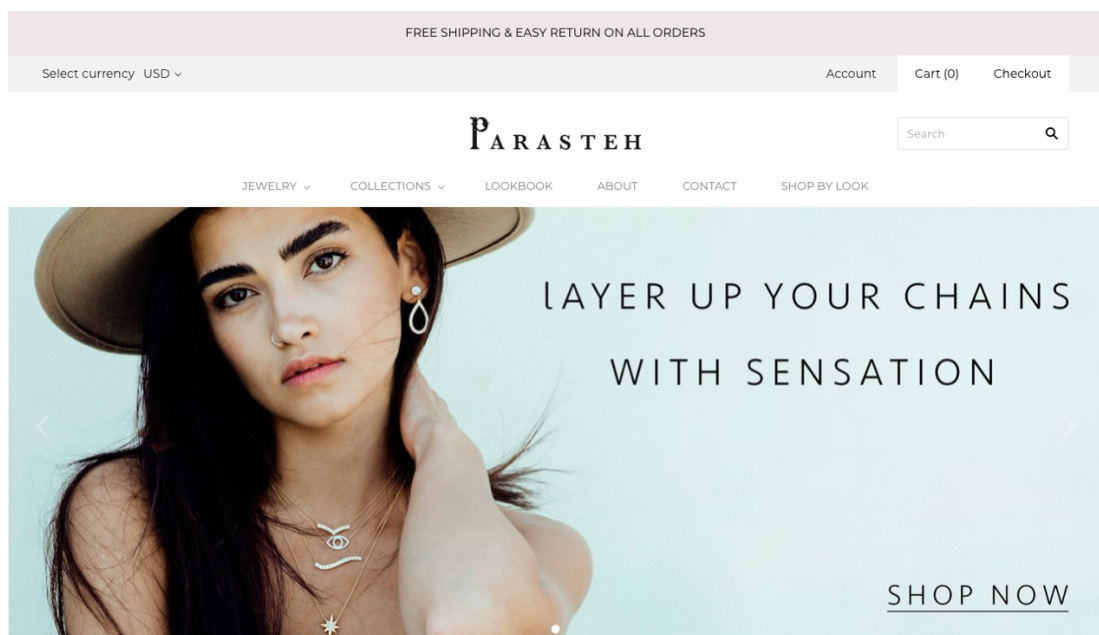 FREE SHIPPING & EASY RETURN ON ALL ORDERS
Select currency USD Account Cart (0) Checkout
PARASTEH
Search
JEWELRY COLLECTIONS LOOKBOOK ABOUT CONTACT SHOP BY LOOK
LAYER UP YOUR CHAINS
WITH SENSATION
SHOP NOW